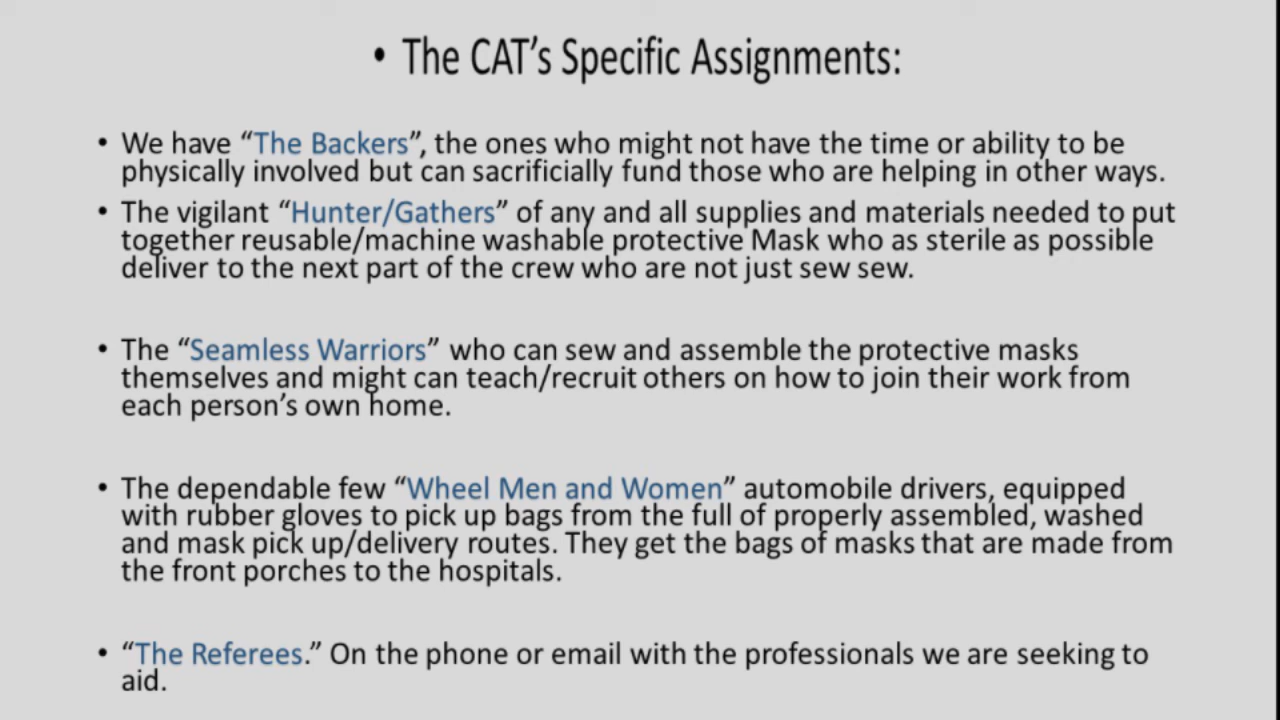 • The CAT’s Specific Assignments:
• We have “The Backers”, the ones who might not have the time or ability to be
physically involved but can sacrificially fund those who are helping in other ways.
• The vigilant “Hunter/Gathers” of any and all supplies and materials needed to put
together reusable/machine washable protective Mask who as sterile as possible
deliver to the next part of the crew who are not just sew sew.
• The “Seamless Warriors” who can sew and assemble the protective masks
themselves and might can teach/recruit others on how to join their work from
each person’s own home.
• The dependable few “Wheel Men and Women” automobile drivers, equipped
with rubber gloves to pick up bags from the full of properly assembled, washed
and mask pick up/delivery routes. They get the bags of masks that are made from
the front porches to the hospitals.
• “The Referees.” On the phone or email with the professionals we are seeking to
aid.